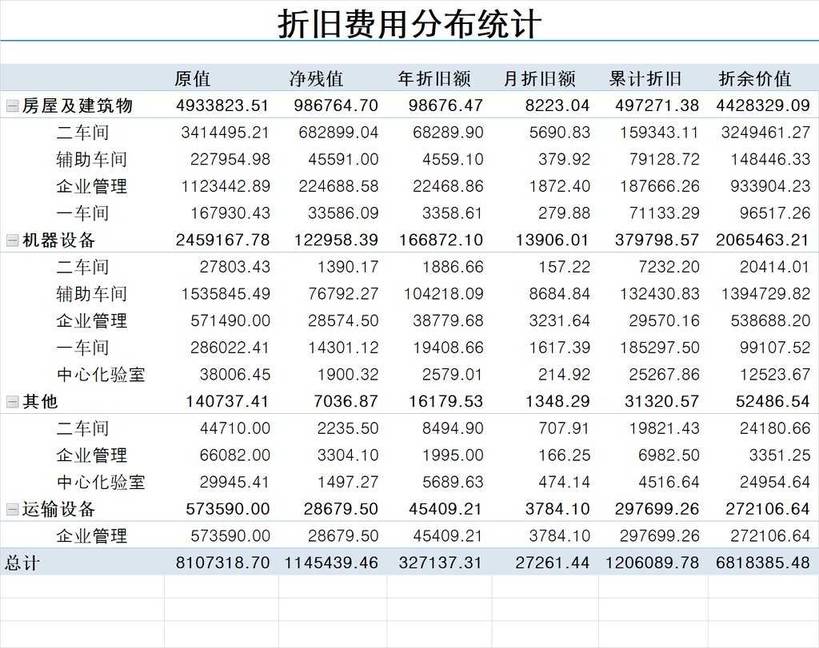 折旧费用分布统计
原值 净残值 年折旧额 月折旧额 累计折旧 折余价值
房屋及建筑物 4933823.51 986764.70 98676.47 8223.04 497271.38 4428329.09
二车间 3414495.21 682899.04 68289.90 5690.83 159343.11 3249461.27
辅助车间 227954.98 45591.00 4559.10 379.92 79128.72 148446.33
企业管理 1123442.89 224688.58 22468.86 1872.40 187666.26 933904.23
一车间 167930.43 33586.09 3358.61 279.88 71133.29 96517.26
机器设备 2459167.78 122958.39 166872.10 13906.01 379798.57 2065463.21
二车间 27803.43 1390.17 1886.66 157.22 7232.20 20414.01
辅助车间 1535845.49 76792.27 104218.09 8684.84 132430.83 1394729.82
企业管理 571490.00 28574.50 38779.68 3231.64 29570.16 538688.20
一车间 286022.41 14301.12 19408.66 1617.39 185297.50 99107.52
中心化验室 38006.45 1900.32 2579.01 214.92 25267.86 12523.67
其他 140737.41 7036.87 16179.53 1348.29 31320.57 52486.54
二车间 44710.00 2235.50 8494.90 707.91 19821.43 24180.66
企业管理 66082.00 3304.10 1995.00 166.25 6982.50 3351.25
中心化验室 29945.41 1497.27 5689.63 474.14 4516.64 24954.64
运输设备 573590.00 28679.50 45409.21 3784.10 297699.26 272106.64
企业管理 573590.00 28679.50 45409.21 3784.10 297699.26 272106.64
总计 8107318.70 1145439.46 327137.31 27261.44 1206089.78 6818385.48